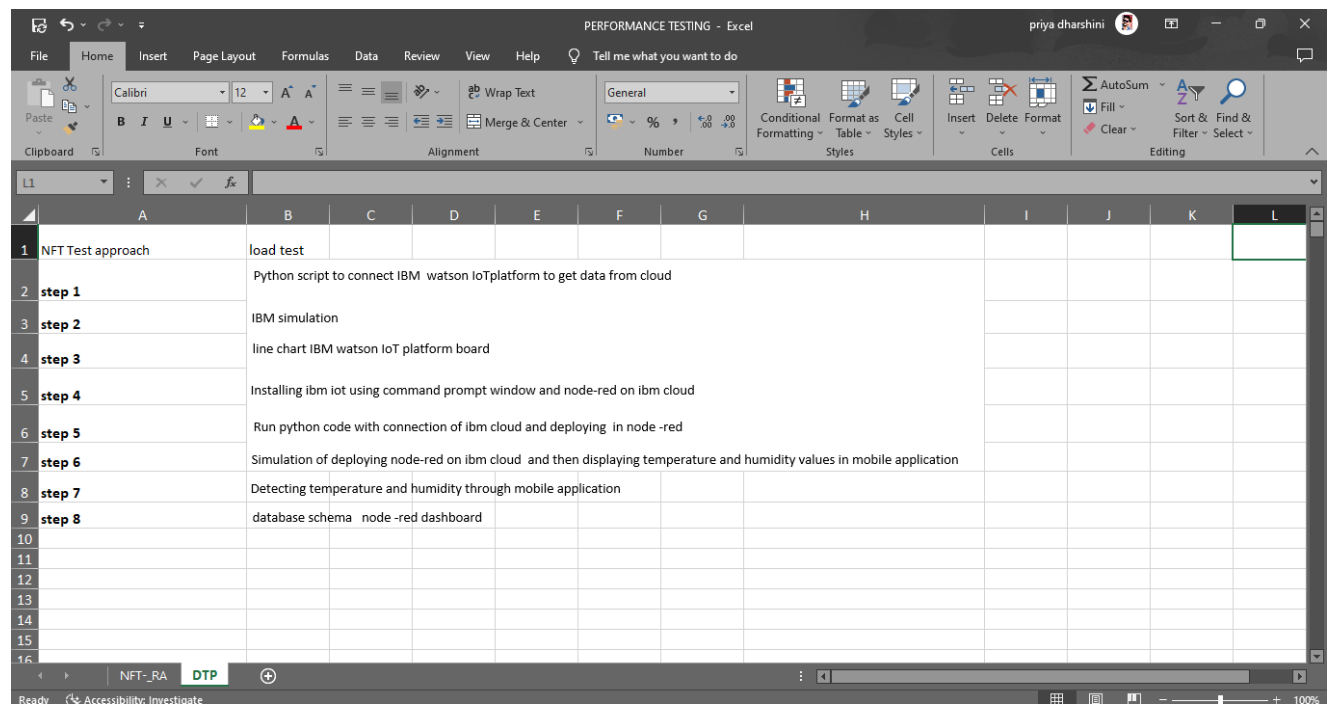 PERFORMANCE TESTING - Excel
priya dharshini
File Home Insert Page Layout Formulas Data Review View Help Tell me what you want to do
Paste
Clipboard
Calibri 12
B I U
Font
Wrap Text
Merge & Center
Alignment
General
% ,
Number
Conditional Formatting
Format as Table
Cell Styles
Styles
Insert Delete Format
Cells
AutoSum
Fill
Clear
Sort & Filter
Find & Select
Editing
L1 fx
A B C D E F G H I J K L
1 NFT Test approach load test
2 step 1 Python script to connect IBM watson IoTplatform to get data from cloud
3 step 2 IBM simulation
4 step 3 line chart IBM watson IoT platform board
5 step 4 Installing ibm iot using command prompt window and node-red on ibm cloud
6 step 5 Run python code with connection of ibm cloud and deploying in node -red
7 step 6 Simulation of deploying node-red on ibm cloud and then displaying temperature and humidity values in mobile application
8 step 7 Detecting temperature and humidity through mobile application
9 step 8 database schema node -red dashboard
10
11
12
13
14
15
16
NFT-_RA DTP
Ready Accessibility: Investigate 100%